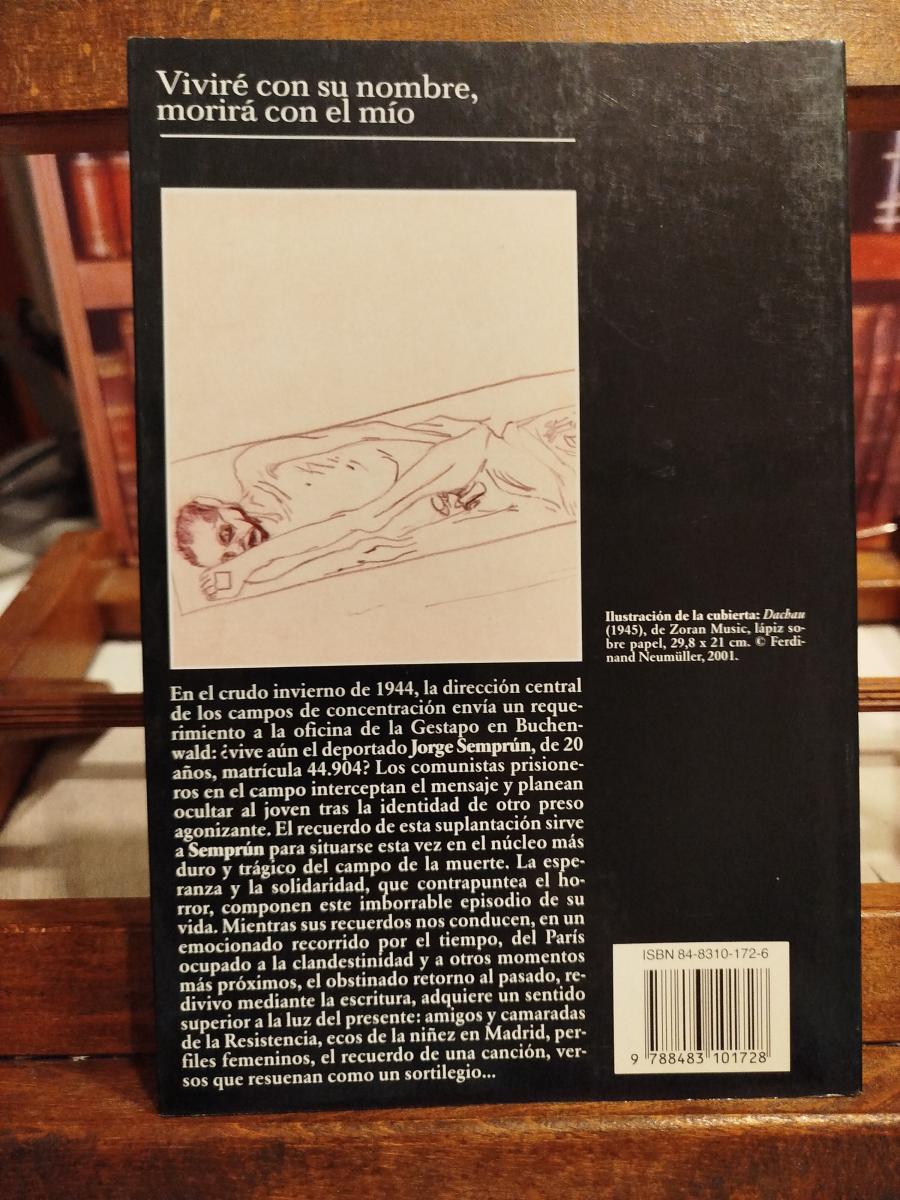 Viviré con su nombre,
morirá con el mío
Ilustración de la cubierta: Dachau
(1945), de Zoran Music, lápiz so-
bre papel, 29,8 x 21 cm. © Ferdi-
nand Neumüller, 2001.
En el crudo invierno de 1944, la dirección central
de los campos de concentración envía un reque-
rimiento a la oficina de la Gestapo en Buchen-
wald: ¿vive aún el deportado Jorge Semprún, de 20
años, matrícula 44.904? Los comunistas prisione-
ros en el campo interceptan el mensaje y planean
ocultar al joven tras la identidad de otro preso
agonizante. El recuerdo de esta suplantación sirve
a Semprún para situarse esta vez en el núcleo más
duro y trágico del campo de la muerte. La espe-
ranza y la solidaridad, que contrapuntea el ho-
rror, componen este imborrable episodio de su
vida. Mientras sus recuerdos nos conducen, en un
emocionado recorrido por el tiempo, del París
ocupado a la clandestinidad y a otros momentos
más próximos, el obstinado retorno al pasado, re-
divivo mediante la escritura, adquiere un sentido
superior a la luz del presente: amigos y camaradas
de la Resistencia, ecos de la niñez en Madrid, per-
files femeninos, el recuerdo de una canción, ver-
sos que resuenan como un sortilegio...
ISBN 84-8310-172-6
9 788483 101728